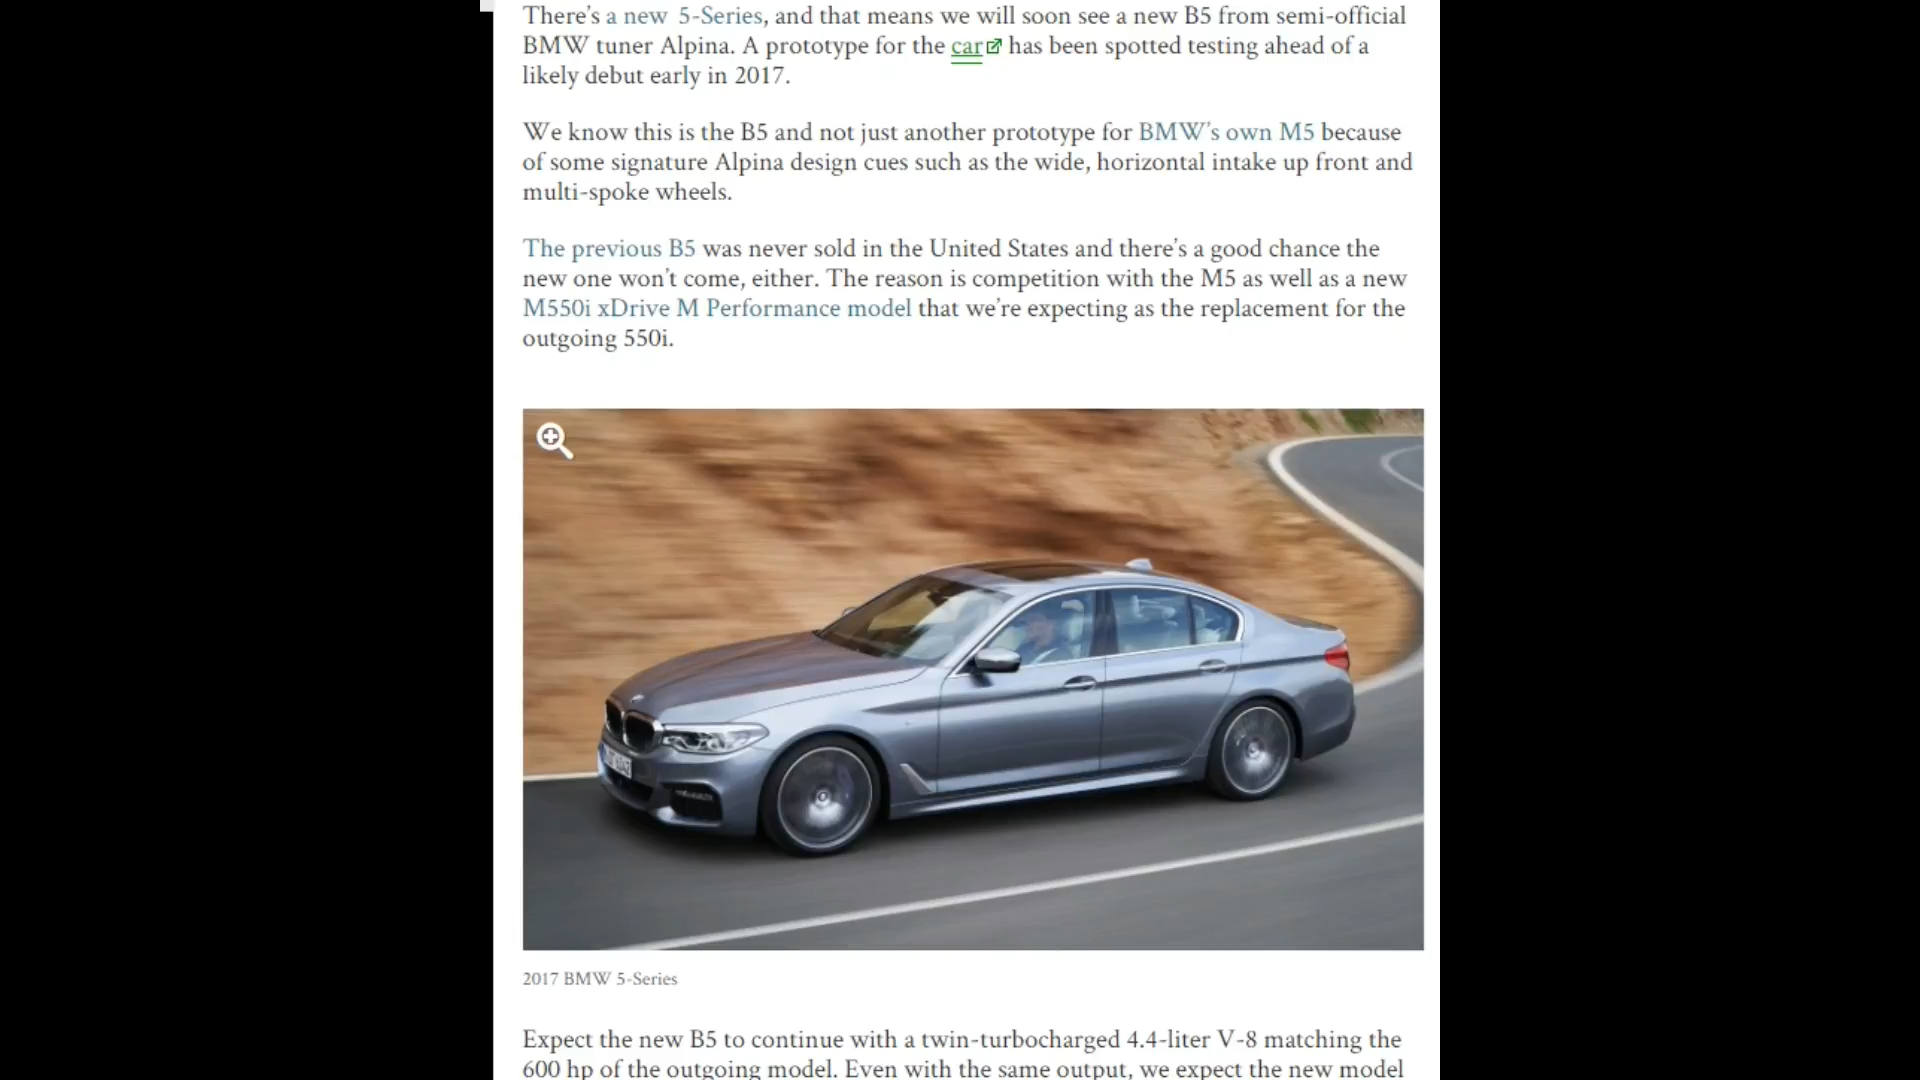 There's a new 5-Series, and that means we will soon see a new B5 from semi-official
BMW tuner Alpina. A prototype for the car has been spotted testing ahead of a
likely debut early in 2017.
We know this is the B5 and not just another prototype for BMW's own M5 because
of some signature Alpina design cues such as the wide, horizontal intake up front and
multi-spoke wheels.
The previous B5 was never sold in the United States and there's a good chance the
new one won't come, either. The reason is competition with the M5 as well as a new
M550i xDrive M Performance model that we're expecting as the replacement for the
outgoing 550i.
2017 BMW 5-Series
Expect the new B5 to continue with a twin-turbocharged 4.4-liter V-8 matching the
600 hp of the outgoing model. Even with the same output, we expect the new model